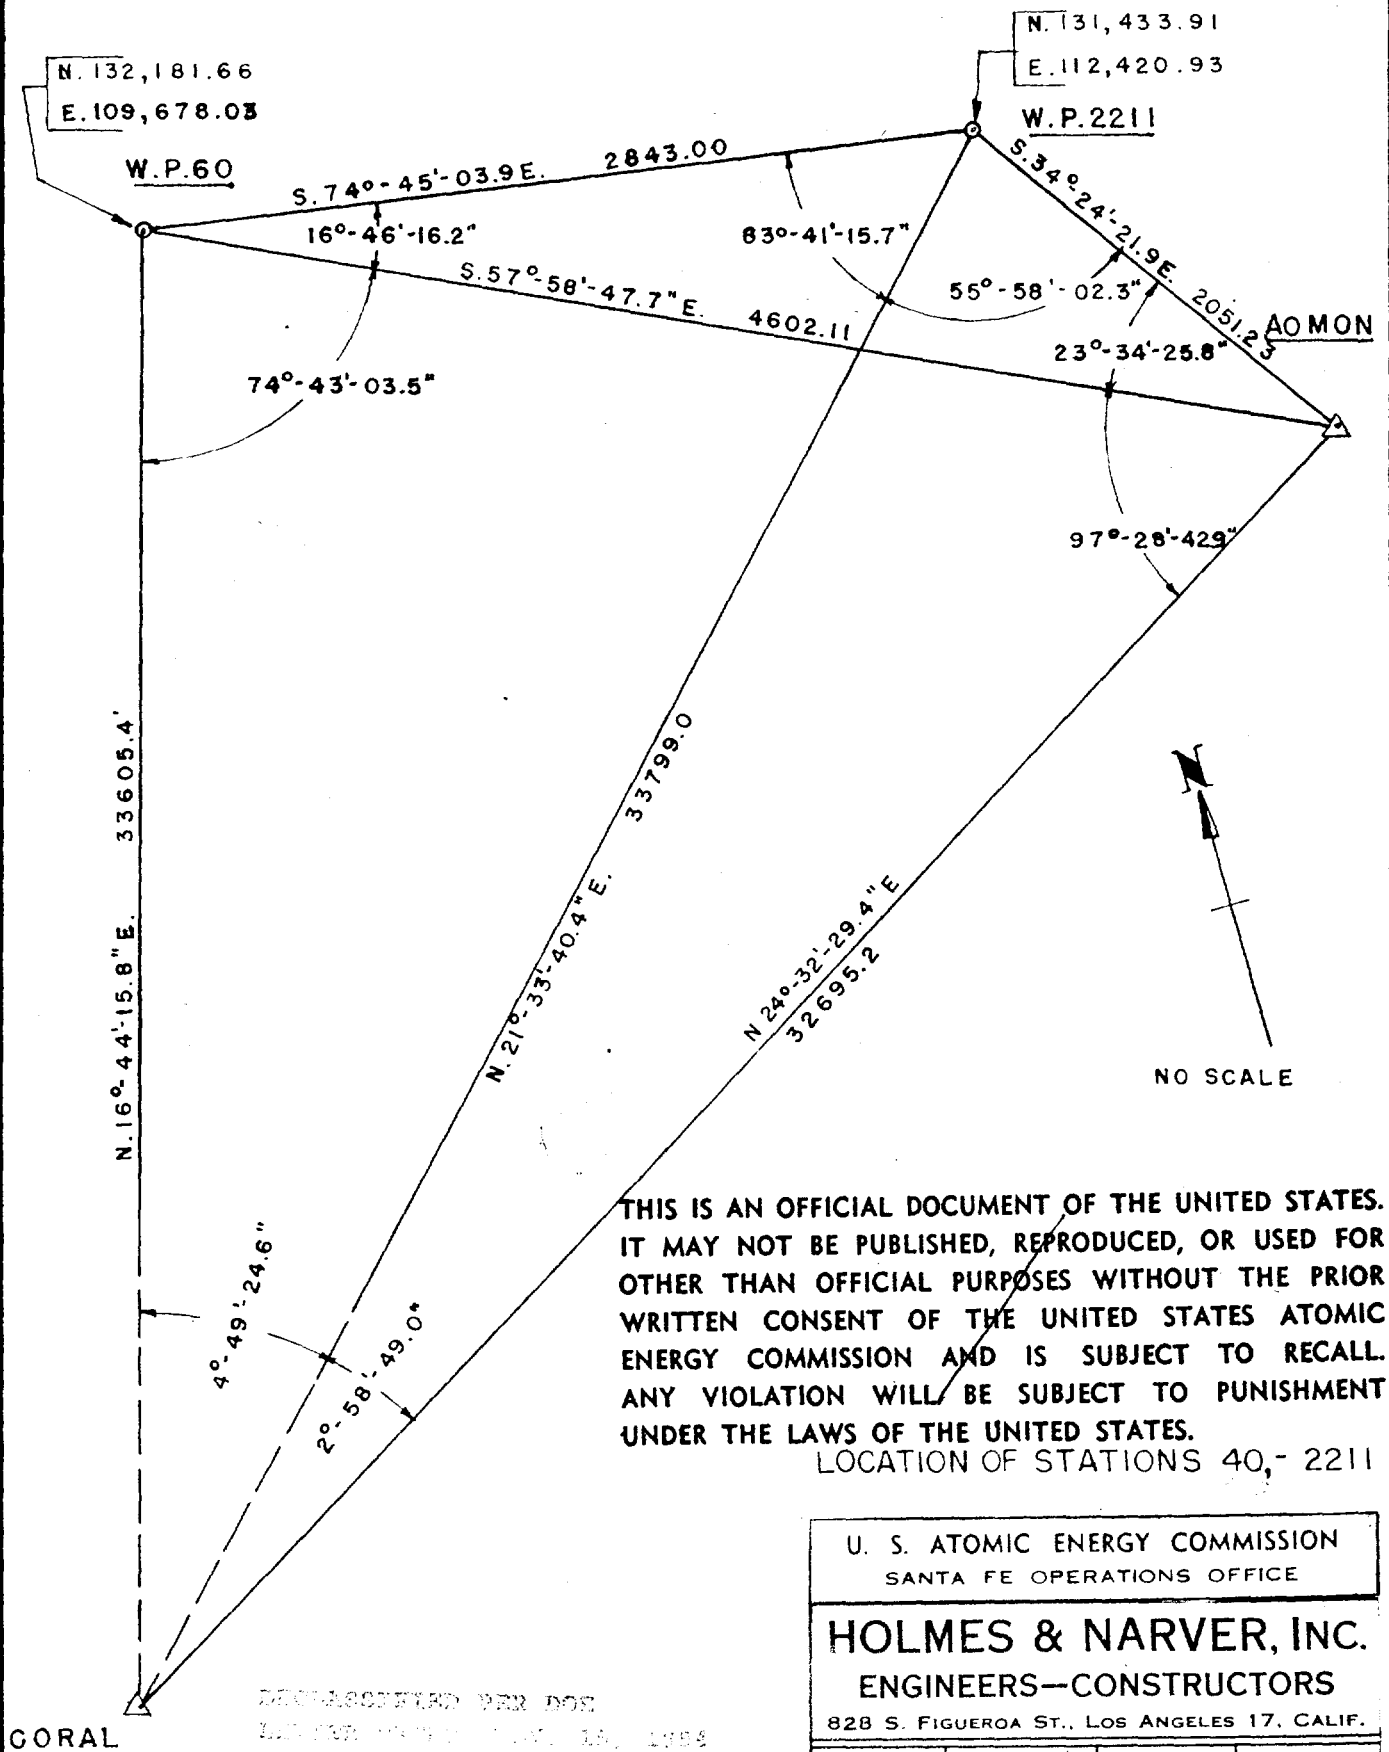 N. 131,433.91
E. 112,420.93
W.P. 2211
N. 132,181.66
E. 109,678.03
W.P. 60
S. 74°-45'-03.9 E. 2843.00
S. 34°-24'-21.9 E. 2051.23
16°-46'-16.2"
83°-41'-15.7"
S. 57°-58'-47.7" E. 4602.11
55°-58'-02.3"
AOMON
23°-34'-25.8"
74°-43'-03.5"
97°-28'-429"
N. 16°-44'-15.8" E. 33605.4'
N. 21°-33'-40.4" E. 33799.0
N 24°-32'-29.4" E
32695.2
N
NO SCALE
4°-49'-24.6"
2°-58'-49.0"
THIS IS AN OFFICIAL DOCUMENT OF THE UNITED STATES.
IT MAY NOT BE PUBLISHED, REPRODUCED, OR USED FOR
OTHER THAN OFFICIAL PURPOSES WITHOUT THE PRIOR
WRITTEN CONSENT OF THE UNITED STATES ATOMIC
ENERGY COMMISSION AND IS SUBJECT TO RECALL.
ANY VIOLATION WILL BE SUBJECT TO PUNISHMENT
UNDER THE LAWS OF THE UNITED STATES.
LOCATION OF STATIONS 40,- 2211
U. S. ATOMIC ENERGY COMMISSION
SANTA FE OPERATIONS OFFICE
HOLMES & NARVER, INC.
ENGINEERS—CONSTRUCTORS
828 S. FIGUEROA ST., LOS ANGELES 17, CALIF.
CORAL
DECLASSIFIED PER DOE